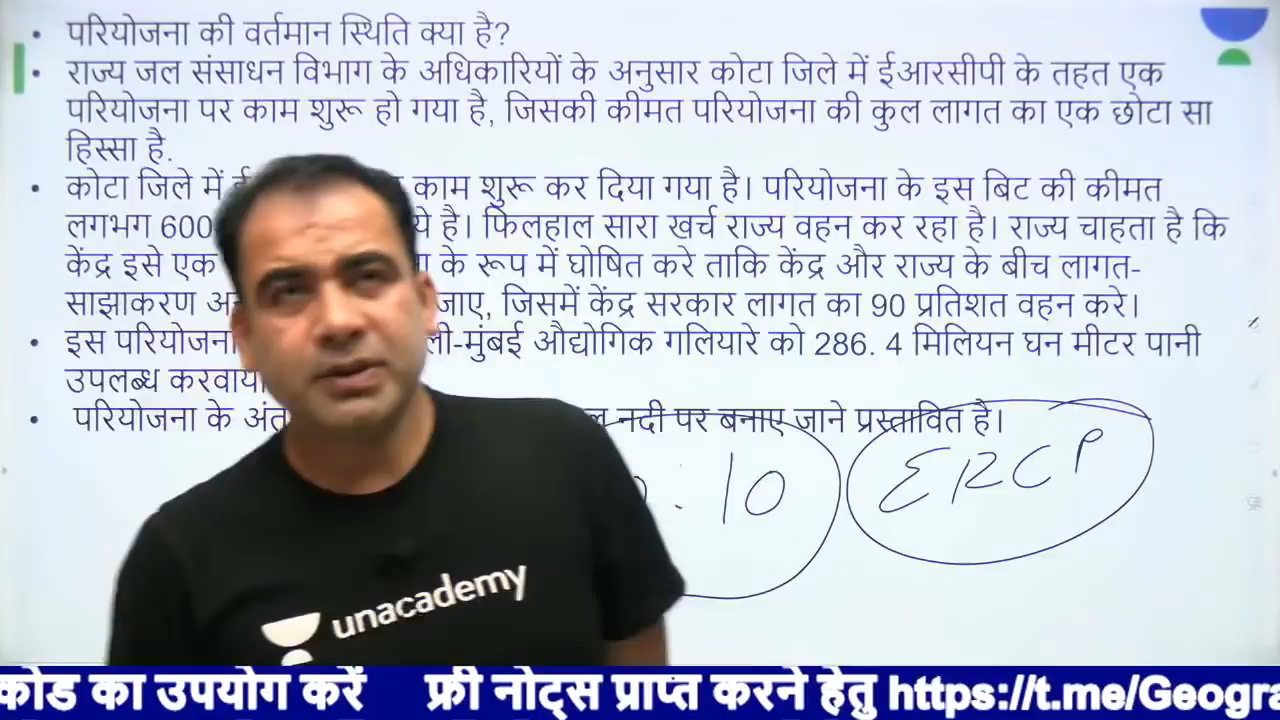 परियोजना की वर्तमान स्थिति क्या है?
राज्य जल संसाधन विभाग के अधिकारियों के अनुसार कोटा जिले में ईआरसीपी के तहत एक
परियोजना पर काम शुरू हो गया है, जिसकी कीमत परियोजना की कुल लागत का एक छोटा सा
हिस्सा है.
कोटा जिले में काम शुरू कर दिया गया है। परियोजना के इस बिट की कीमत
लगभग 600 है। फिलहाल सारा खर्च राज्य वहन कर रहा है। राज्य चाहता है कि
केंद्र इसे एक के रूप में घोषित करे ताकि केंद्र और राज्य के बीच लागत-
साझाकरण जाए, जिसमें केंद्र सरकार लागत का 90 प्रतिशत वहन करे।
इस परियोजना ली-मुंबई औद्योगिक गलियारे को 286. 4 मिलियन घन मीटर पानी
उपलब्ध करवाया
परियोजना के अंत नदी पर बनाए जाने प्रस्तावित है।
10 ERCP
unacademy
कोड का उपयोग करें फ्री नोट्स प्राप्त करने हेतु https://t.me/Geogra